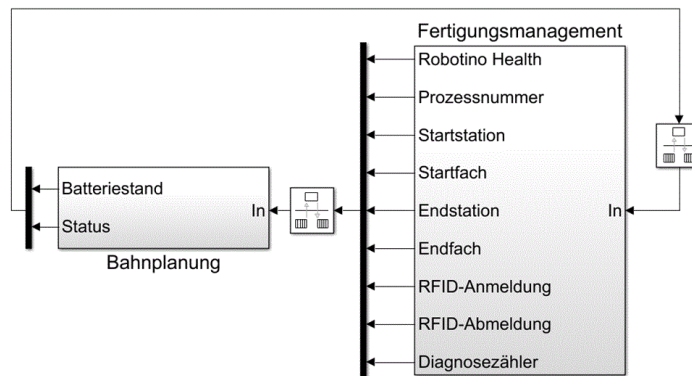 Fertigungsmanagement
Robotino Health
Prozessnummer
Startstation
Startfach
Endstation
In
Endfach
RFID-Anmeldung
RFID-Abmeldung
Diagnosezähler
Batteriestand
In
Status
Bahnplanung